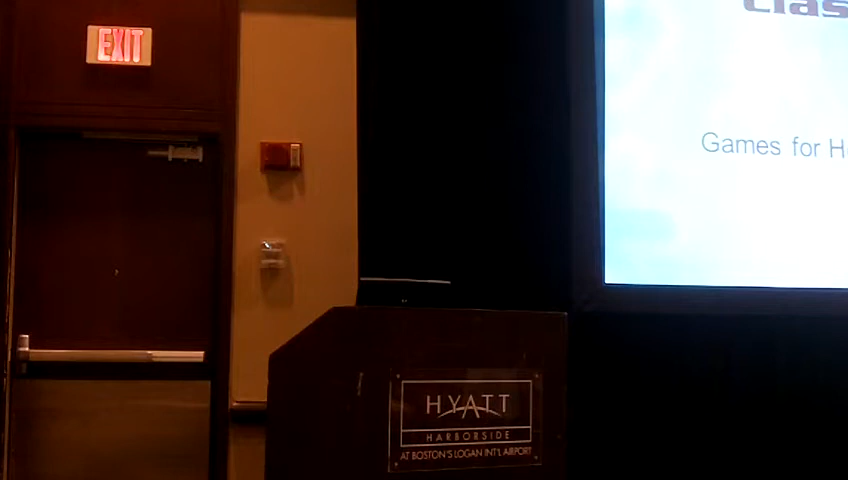 EXIT
Games for
HYATT
HARBORSIDE
AT BOSTON'S LOGAN INT'L AIRPORT